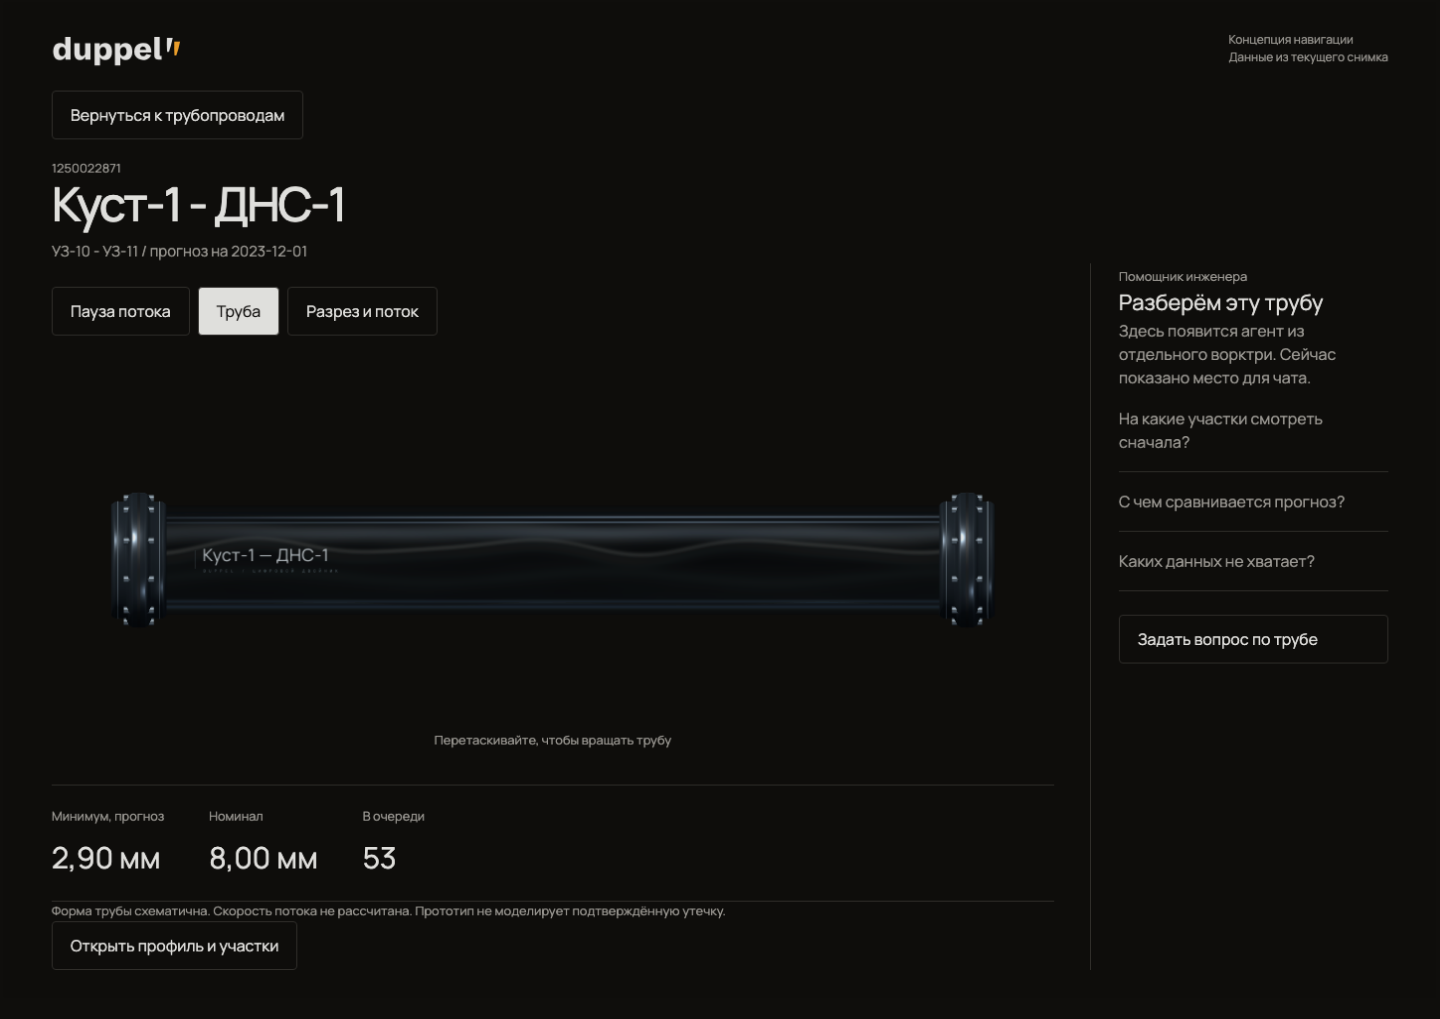 duppel
Концепция навигации
Данные из текущего снимка
Вернуться к трубопроводам
1250022871
Куст-1 - ДНС-1
УЗ-10 - УЗ-11 / прогноз на 2023-12-01
Пауза потока
Труба
Разрез и поток
Куст-1 — ДНС-1
Перетаскивайте, чтобы вращать трубу
Минимум, прогноз
Номинал
В очереди
2,90 мм
8,00 мм
53
Форма трубы схематична. Скорость потока не рассчитана. Прототип не моделирует подтверждённую утечку.
Открыть профиль и участки
Помощник инженера
Разберём эту трубу
Здесь появится агент из
отдельного ворктри. Сейчас
показано место для чата.
На какие участки смотреть
сначала?
С чем сравнивается прогноз?
Каких данных не хватает?
Задать вопрос по трубе